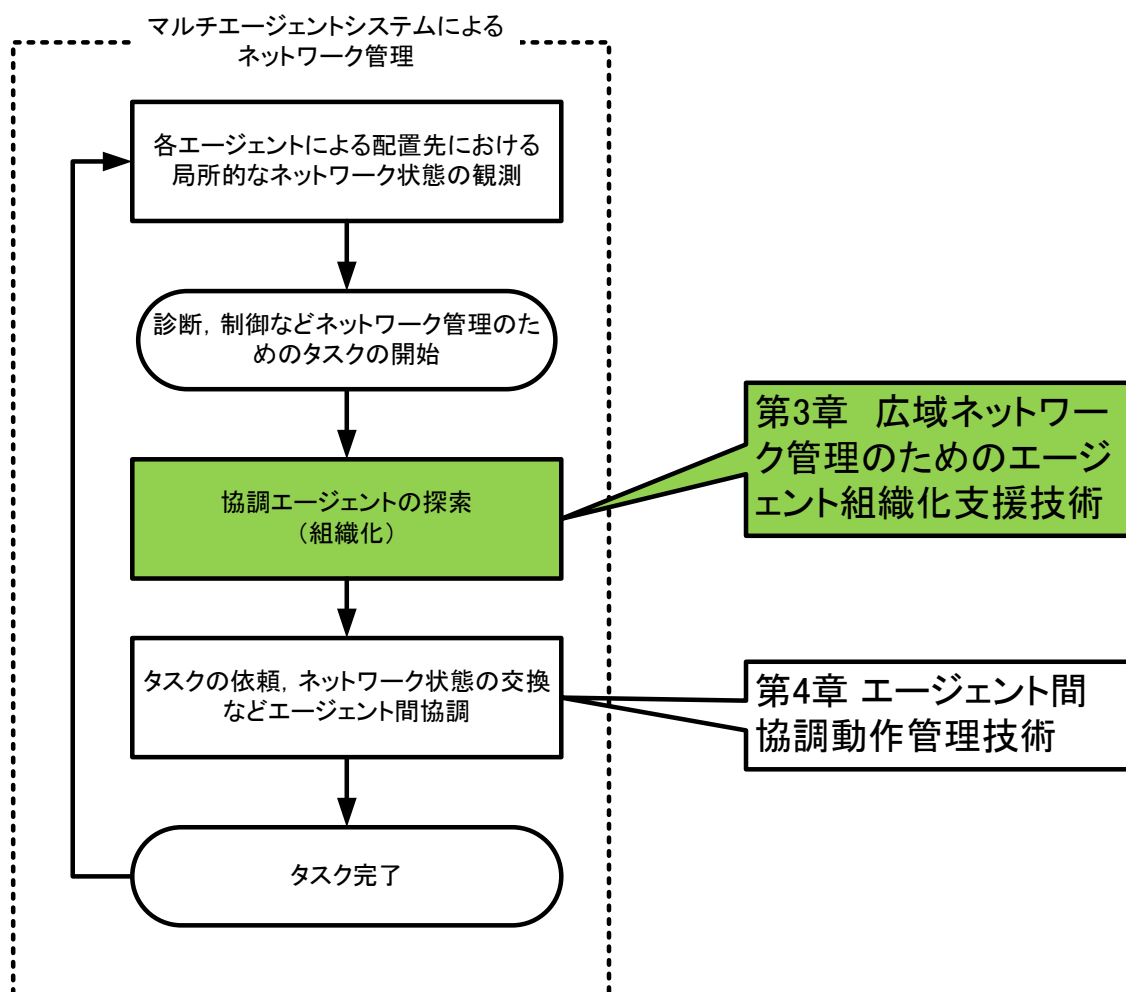 マルチエージェントシステムによる
ネットワーク管理
各エージェントによる配置先における
局所的なネットワーク状態の観測
診断，制御などネットワーク管理のた
めのタスクの開始
協調エージェントの探索
（組織化）
タスクの依頼，ネットワーク状態の交換
などエージェント間協調
タスク完了
第3章　広域ネットワー
ク管理のためのエージ
ェント組織化支援技術
第4章 エージェント間
協調動作管理技術